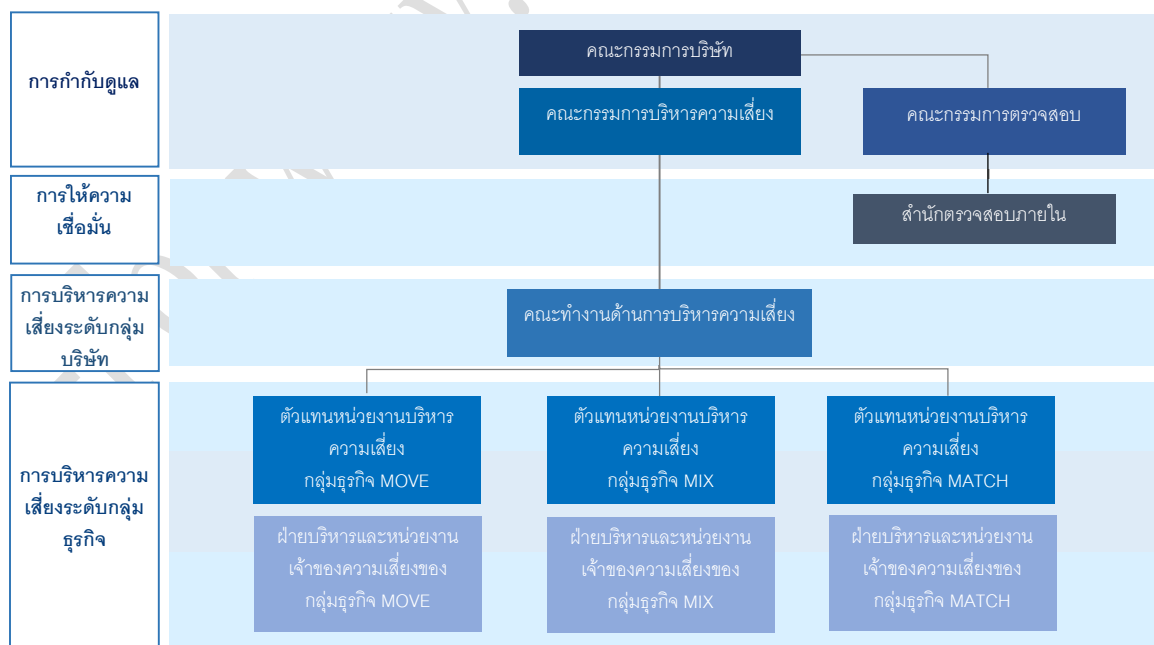 การกำกับดูแล
คณะกรรมการบริษัท
คณะกรรมการบริหารความเสี่ยง
คณะกรรมการตรวจสอบ
การให้ความ
เชื่อมั่น
สำนักตรวจสอบภายใน
การบริหารความ
เสี่ยงระดับกลุ่ม
บริษัท
คณะทำงานด้านการบริหารความเสี่ยง
การบริหารความ
เสี่ยงระดับกลุ่ม
ธุรกิจ
ตัวแทนหน่วยงานบริหาร
ความเสี่ยง
กลุ่มธุรกิจ MOVE
ตัวแทนหน่วยงานบริหาร
ความเสี่ยง
กลุ่มธุรกิจ MIX
ตัวแทนหน่วยงานบริหาร
ความเสี่ยง
กลุ่มธุรกิจ MATCH
ฝ่ายบริหารและหน่วยงาน
เจ้าของความเสี่ยงของ
กลุ่มธุรกิจ MOVE
ฝ่ายบริหารและหน่วยงาน
เจ้าของความเสี่ยงของ
กลุ่มธุรกิจ MIX
ฝ่ายบริหารและหน่วยงาน
เจ้าของความเสี่ยงของ
กลุ่มธุรกิจ MATCH